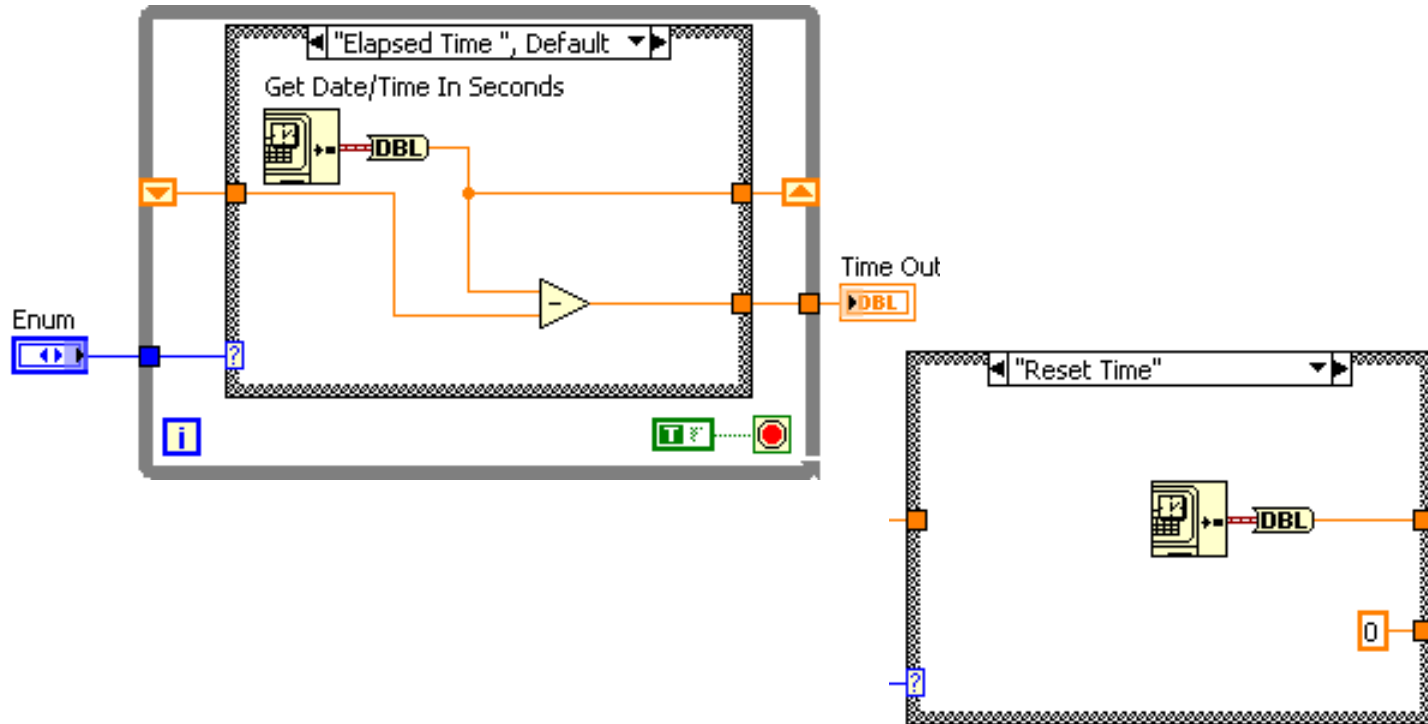 "Elapsed Time ", Default
Get Date/Time In Seconds
DBL
Time Out
DBL
Enum
?
i
T
"Reset Time"
DBL
0
?